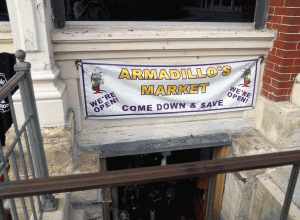 ARMADILLO'S
MARKET
WE'RE
OPEN!
COME DOWN & SAVE
WE'RE
OPEN!